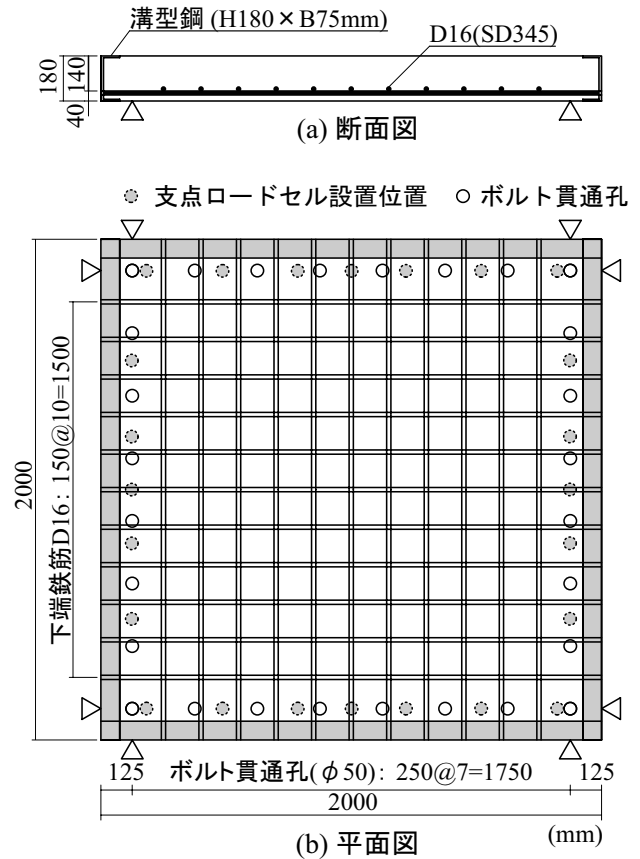 溝型鋼 (H180×B75mm)
D16(SD345)
180
140
40
(a) 断面図
支点ロードセル設置位置
ボルト貫通孔
2000
下端鉄筋D16 : 150@10=1500
125
ボルト貫通孔(φ50): 250@7=1750
125
2000
(mm)
(b) 平面図